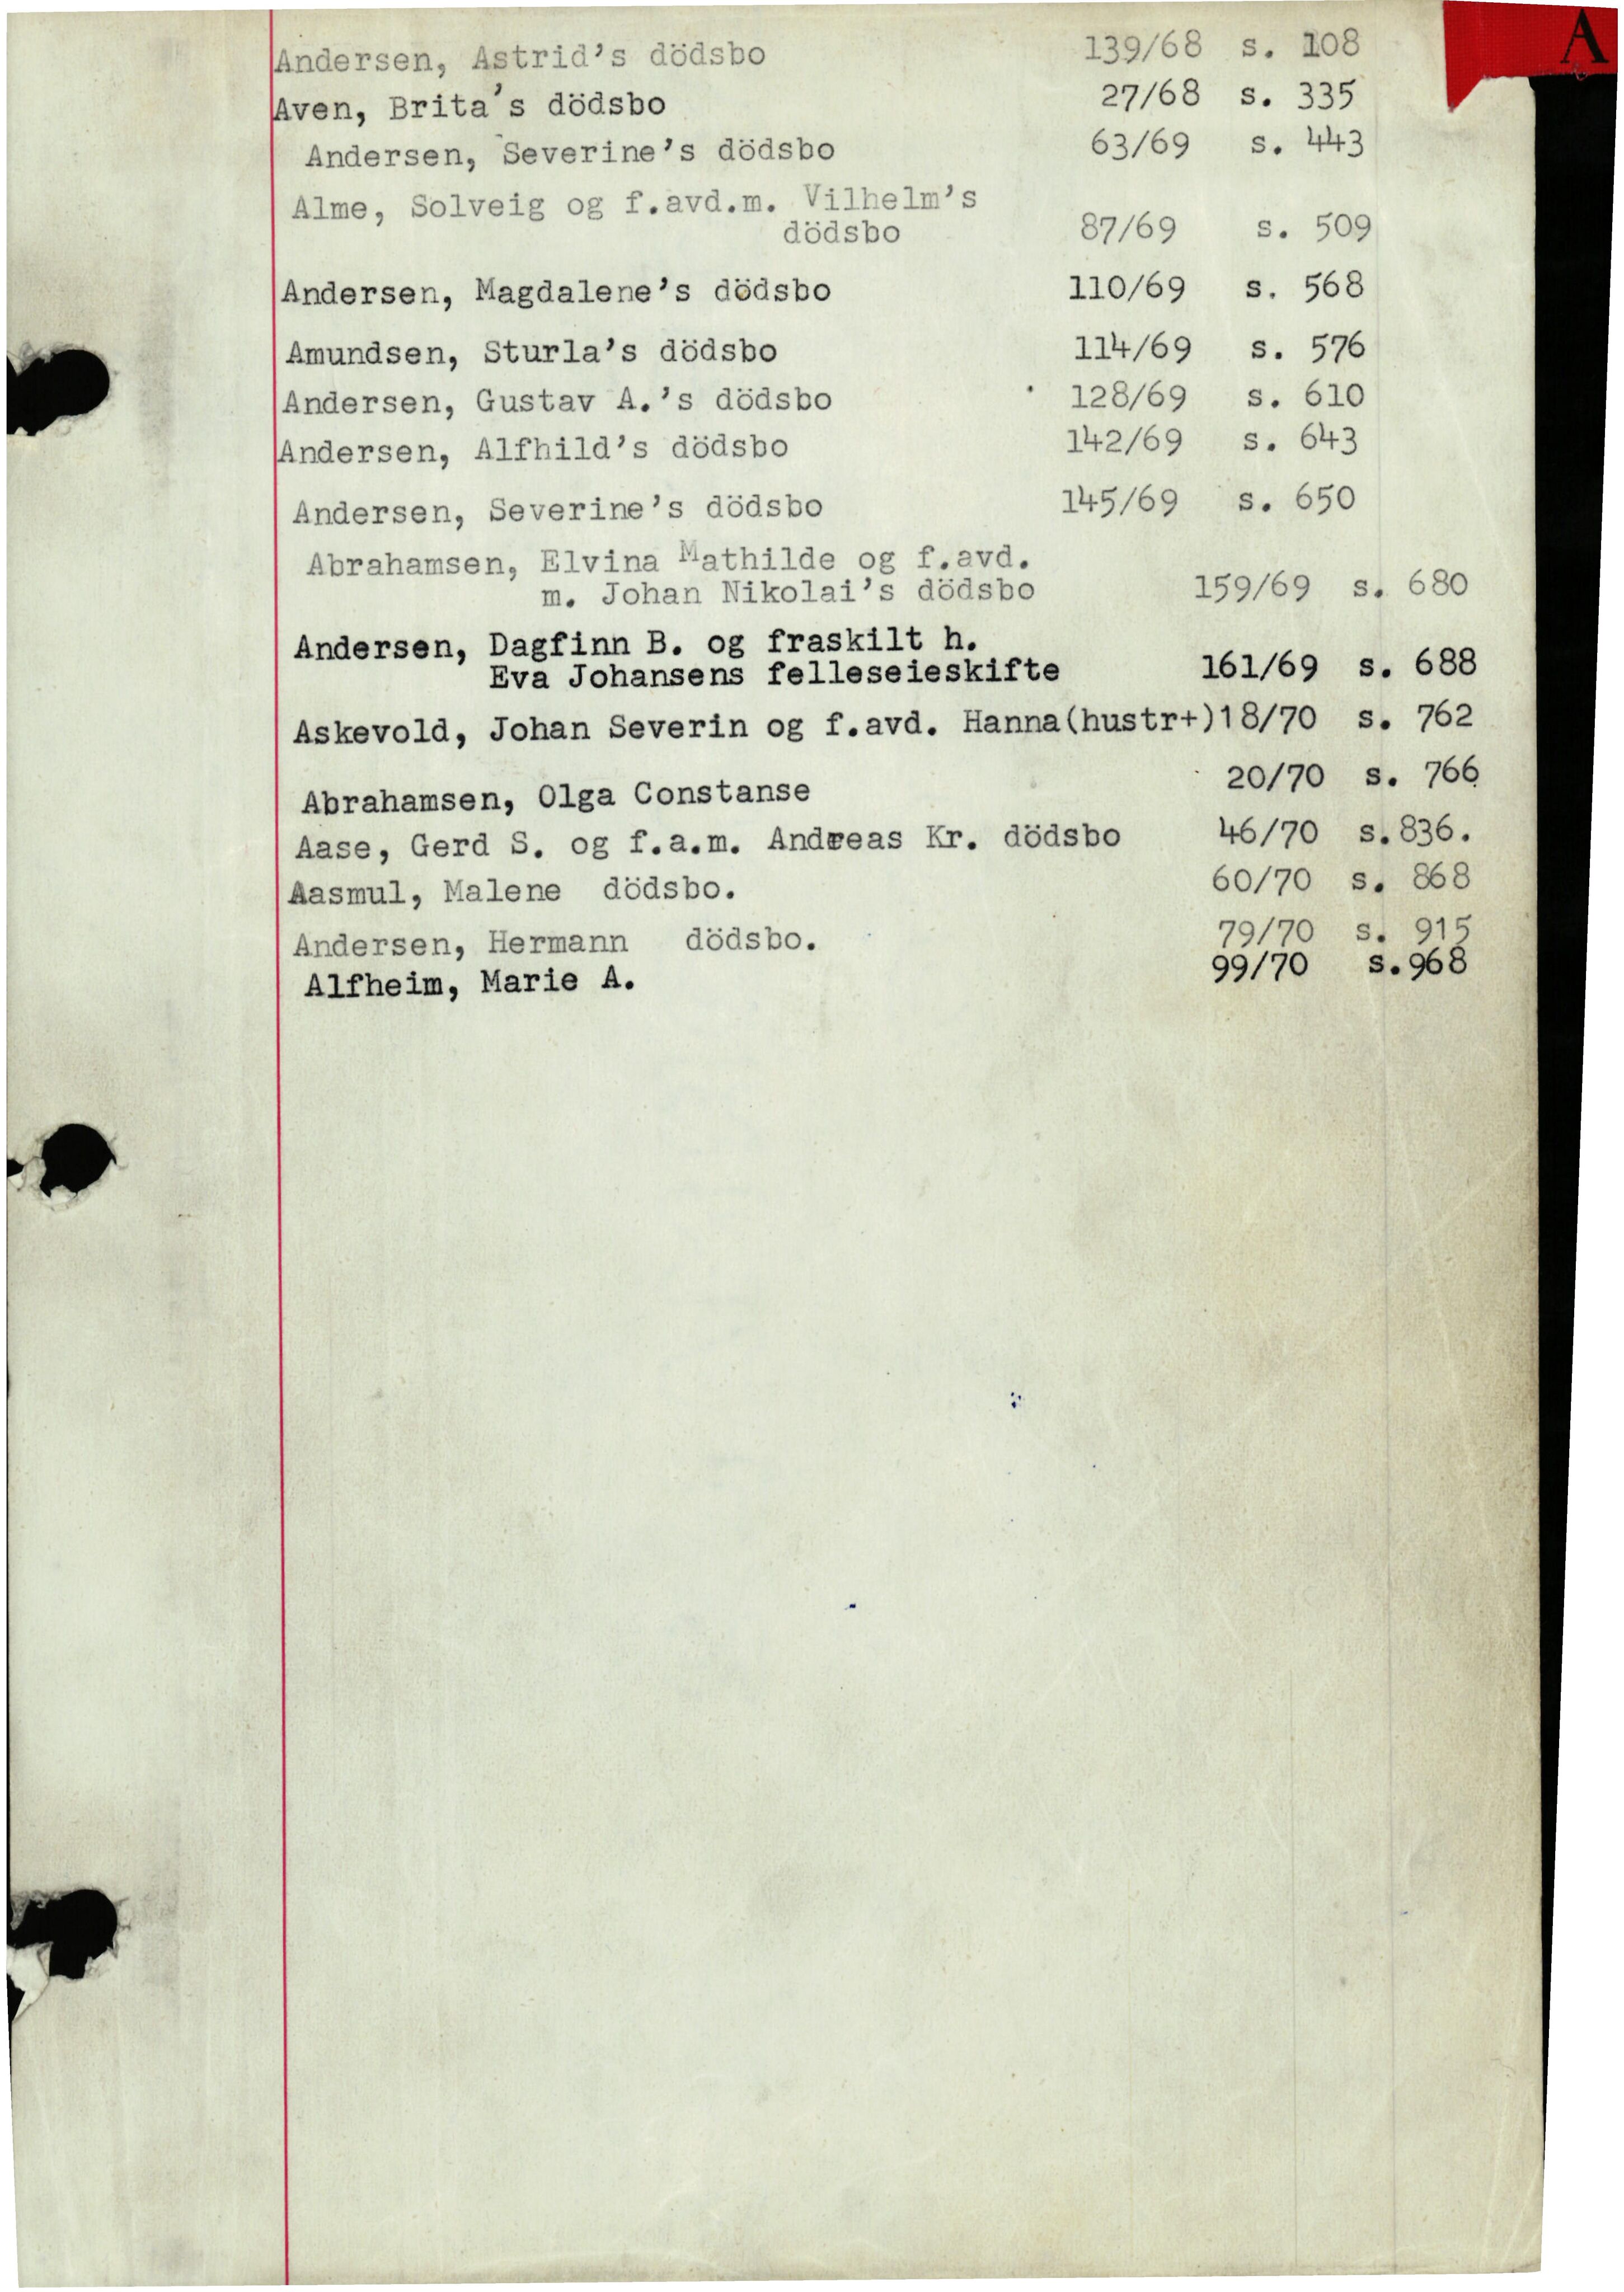 A
Andersen, Astrid's dödsbo 139/68 s. 108
Aven, Brita's dödsbo 27/68 s. 335
Andersen, Severine's dödsbo 63/69 s. 443
Alme, Solveig og f.avd.m. Vilhelm's
dödsbo 87/69 s. 509
Andersen, Magdalene's dödsbo 110/69 s. 568
Amundsen, Sturla's dödsbo 114/69 s. 576
Andersen, Gustav A.'s dödsbo 128/69 s. 610
Andersen, Alfhild's dödsbo 142/69 s. 643
Andersen, Severine's dödsbo 145/69 s. 650
Abrahamsen, Elvina Mathilde og f.avd.
m. Johan Nikolai's dödsbo 159/69 s. 680
Andersen, Dagfinn B. og fraskilt h.
Eva Johansens felleseieskifte 161/69 s. 688
Askevold, Johan Severin og f.avd. Hanna(hustr+)18/70 s. 762
Abrahamsen, Olga Constanse 20/70 s. 766
Aase, Gerd S. og f.a.m. Andreas Kr. dödsbo 46/70 s.836.
Aasmul, Malene dödsbo. 60/70 s. 868
Andersen, Hermann dödsbo. 79/70 s. 915
Alfheim, Marie A. 99/70 s.968